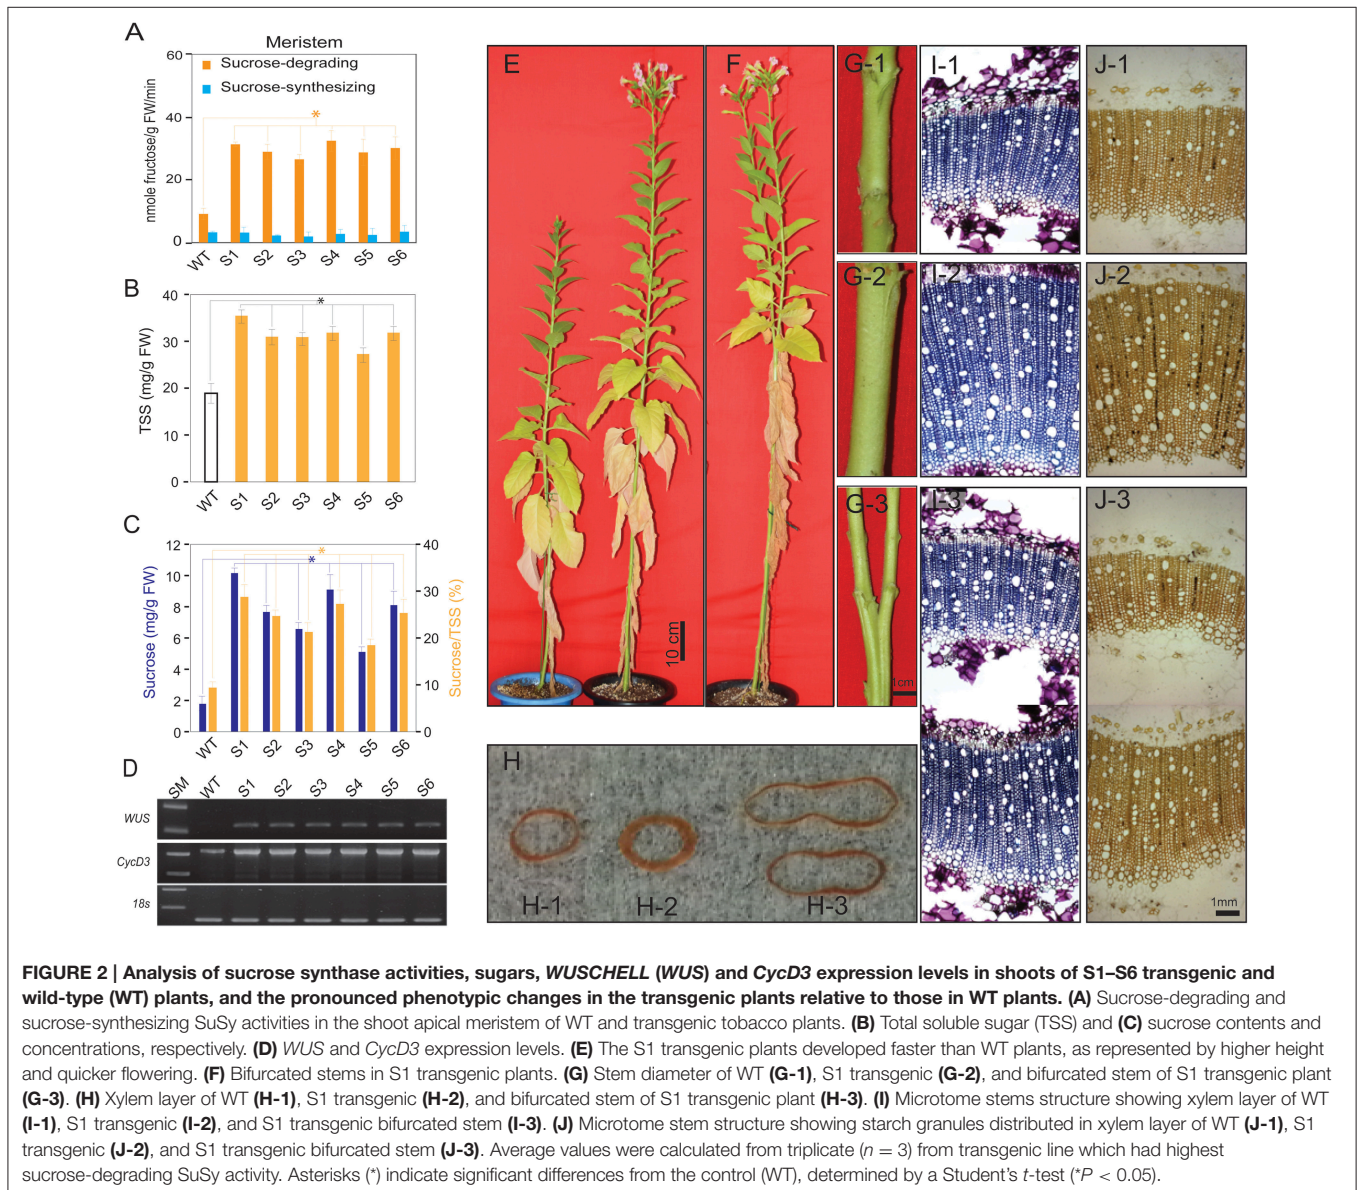 A
Meristem
Sucrose-degrading
Sucrose-synthesizing
*
nmole fructose/g FW/min
60
40
20
0
WT S1 S2 S3 S4 S5 S6
B
*
TSS (mg/g FW)
40
30
20
10
0
WT S1 S2 S3 S4 S5 S6
C
* *
Sucrose (mg/g FW)
12
10
8
6
4
2
0
Sucrose/TSS (%)
40
30
20
10
0
WT S1 S2 S3 S4 S5 S6
D
SM WT S1 S2 S3 S4 S5 S6
WUS
CycD3
18s
E
10 cm
F
G-1
G-2
G-3
1cm
H
H-1 H-2 H-3
I-1
I-2
I-3
J-1
J-2
J-3
1mm
FIGURE 2 | Analysis of sucrose synthase activities, sugars, WUSCHELL (WUS) and CycD3 expression levels in shoots of S1–S6 transgenic and
wild-type (WT) plants, and the pronounced phenotypic changes in the transgenic plants relative to those in WT plants. (A) Sucrose-degrading and
sucrose-synthesizing SuSy activities in the shoot apical meristem of WT and transgenic tobacco plants. (B) Total soluble sugar (TSS) and (C) sucrose contents and
concentrations, respectively. (D) WUS and CycD3 expression levels. (E) The S1 transgenic plants developed faster than WT plants, as represented by higher height
and quicker flowering. (F) Bifurcated stems in S1 transgenic plants. (G) Stem diameter of WT (G-1), S1 transgenic (G-2), and bifurcated stem of S1 transgenic plant
(G-3). (H) Xylem layer of WT (H-1), S1 transgenic (H-2), and bifurcated stem of S1 transgenic plant (H-3). (I) Microtome stems structure showing xylem layer of WT
(I-1), S1 transgenic (I-2), and S1 transgenic bifurcated stem (I-3). (J) Microtome stem structure showing starch granules distributed in xylem layer of WT (J-1), S1
transgenic (J-2), and S1 transgenic bifurcated stem (J-3). Average values were calculated from triplicate (n = 3) from transgenic line which had highest
sucrose-degrading SuSy activity. Asterisks (*) indicate significant differences from the control (WT), determined by a Student's t-test (*P < 0.05).